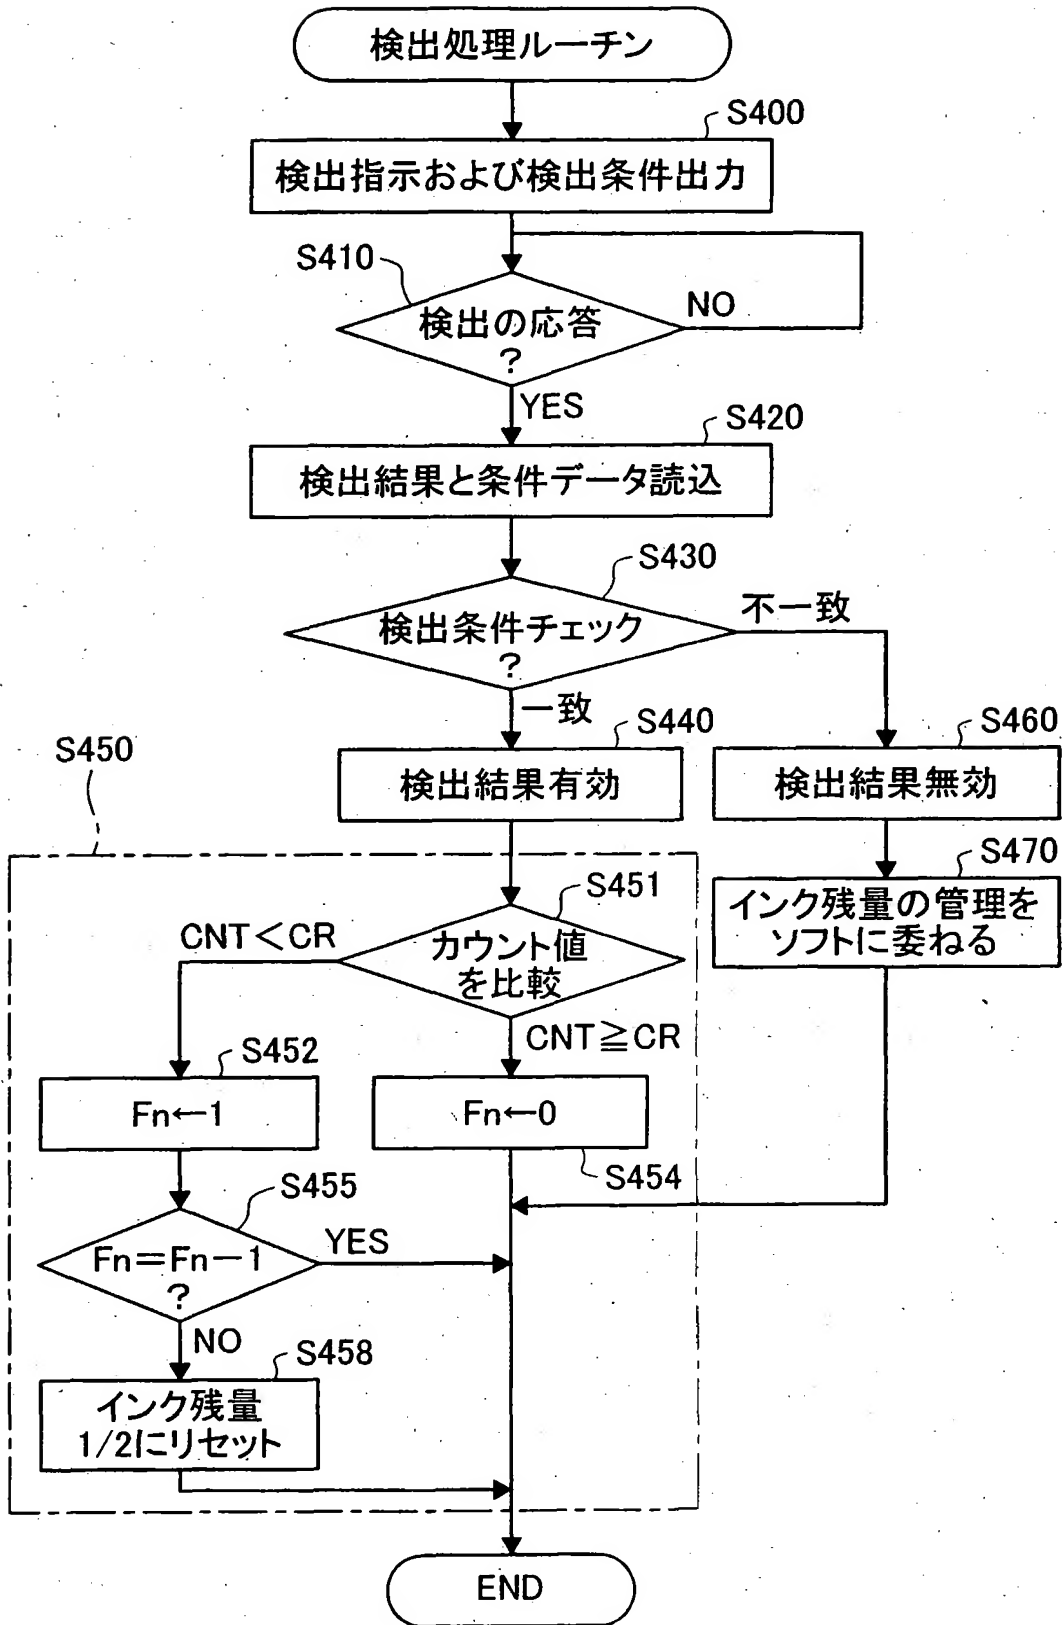 検出処理ルーチン
S400
検出指示および検出条件出力
S410
検出の応答
?
NO
YES
S420
検出結果と条件データ読込
S430
検出条件チェック
?
不一致
一致
S440
検出結果有効
S460
検出結果無効
S450
S470
インク残量の管理を
ソフトに委ねる
S451
カウント値
を比較
CNT<CR
CNT≧CR
S452
Fn←1
Fn←0
S454
S455
Fn=Fn-1
?
YES
NO
S458
インク残量
1/2にリセット
END